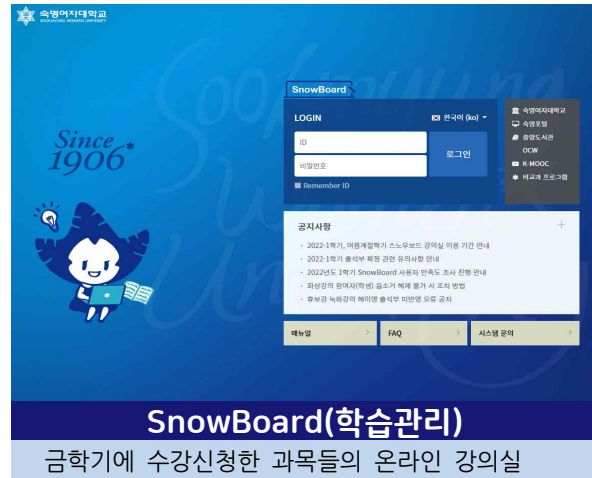 숙명여자대학교
SOOKMYUNG WOMEN'S UNIVERSITY
Since
1906
SnowBoard
LOGIN
한국어 (ko)
ID
비밀번호
로그인
Remember ID
숙명여자대학교
숙명포털
중앙도서관
OCW
K-MOOC
비교과 프로그램
공지사항
· 2022-1학기, 여름계절학기 스노우보드 강의실 이용 기간 안내
· 2022-1학기 출석부 확정 관련 유의사항 안내
· 2022년도 1학기 SnowBoard 사용자 만족도 조사 진행 안내
· 화상강의 참여자(학생) 음소거 해제 불가 시 조치 방법
· 휴보강 녹화강의 해이영 출석부 미반영 오류 공지
매뉴얼
FAQ
시스템 문의
SnowBoard(학습관리)
금학기에 수강신청한 과목들의 온라인 강의실